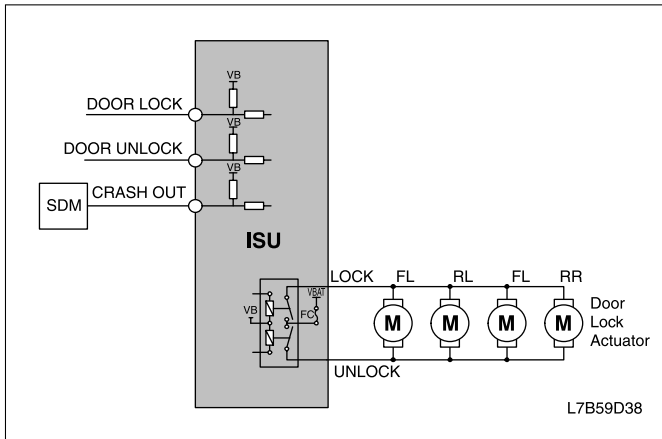 VB
DOOR LOCK
VB
DOOR UNLOCK
VB
CRASH OUT
SDM
ISU
LOCK FL RL FL RR
VBAT
VB
FC
M M M M
Door
Lock
Actuator
UNLOCK
L7B59D38